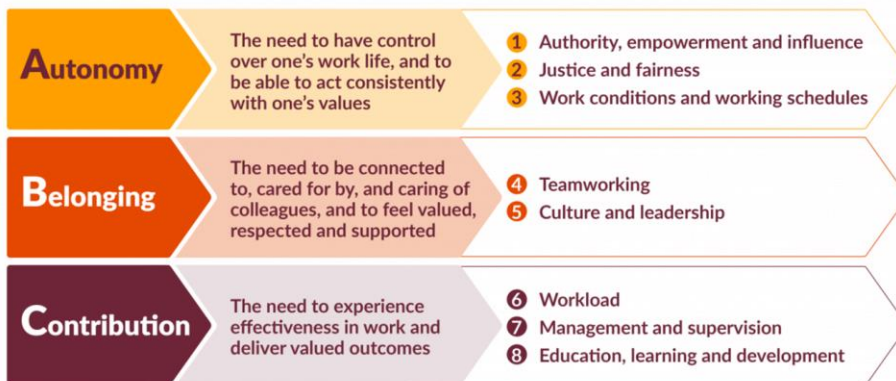 Autonomy
The need to have control
over one's work life, and to
be able to act consistently
with one's values
1 Authority, empowerment and influence
2 Justice and fairness
3 Work conditions and working schedules
Belonging
The need to be connected
to, cared for by, and caring of
colleagues, and to feel valued,
respected and supported
4 Teamworking
5 Culture and leadership
Contribution
The need to experience
effectiveness in work and
deliver valued outcomes
6 Workload
7 Management and supervision
8 Education, learning and development